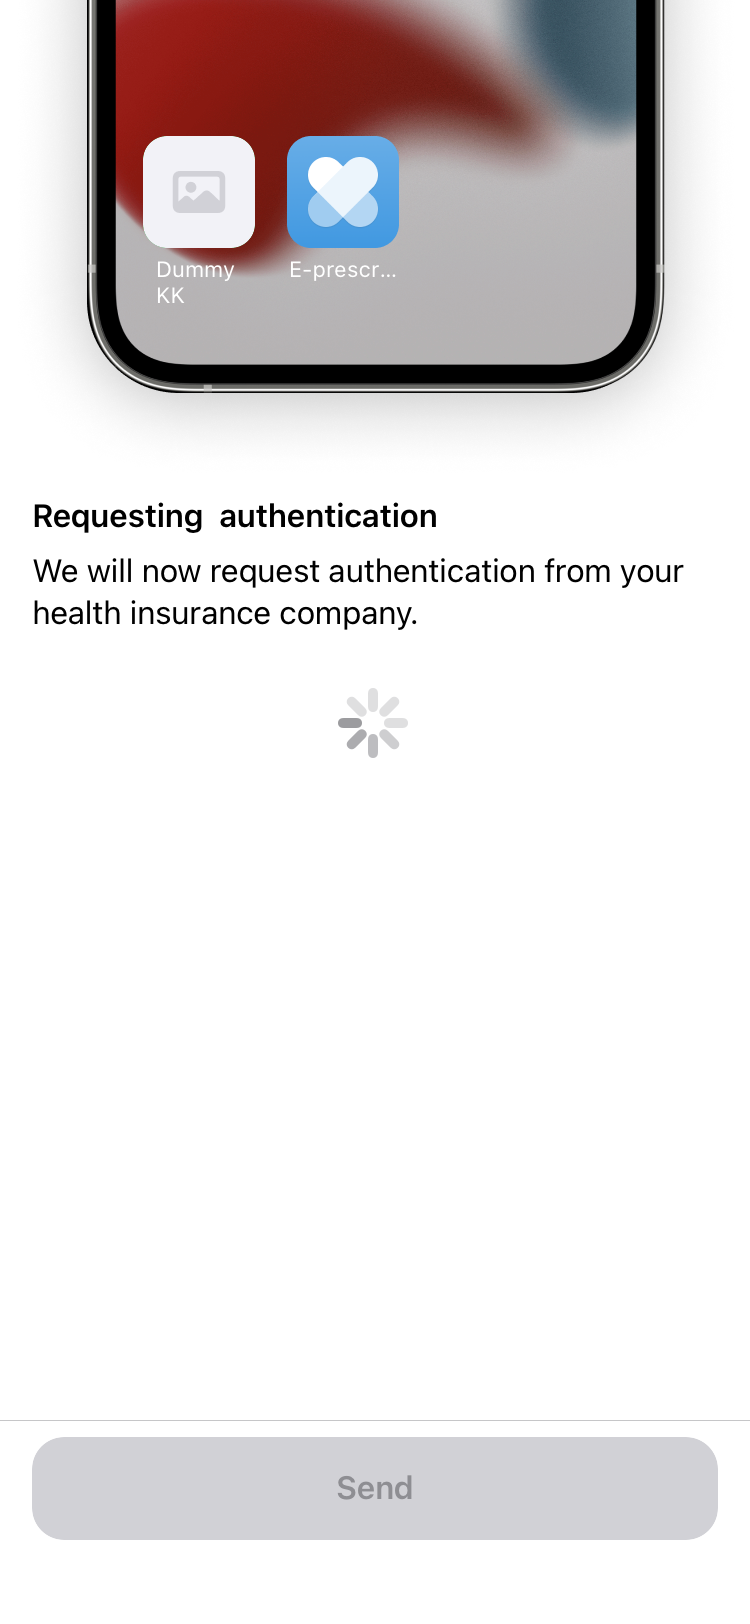 Dummy
KK
E-prescr...
Requesting  authentication
We will now request authentication from your
health insurance company.
Send